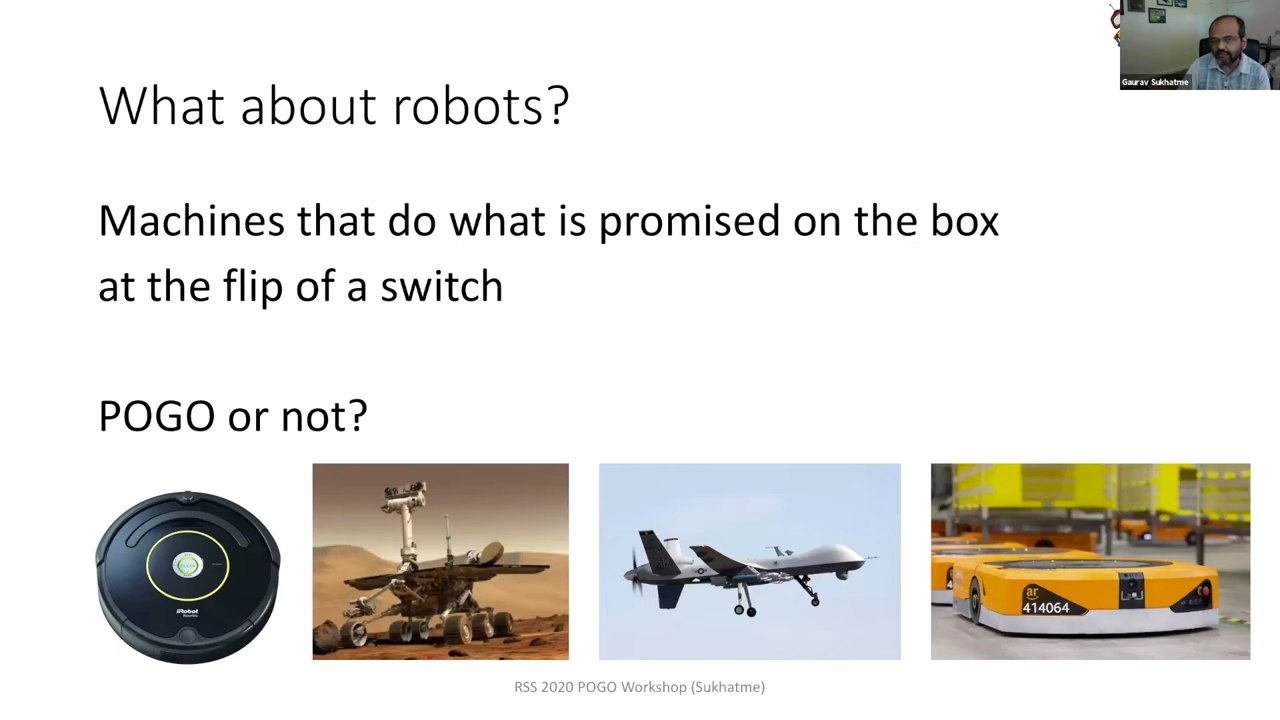 Gaurav Sukhatme
What about robots?
Machines that do what is promised on the box
at the flip of a switch
POGO or not?
iRobot
ar
414064
RSS 2020 POGO Workshop (Sukhatme)